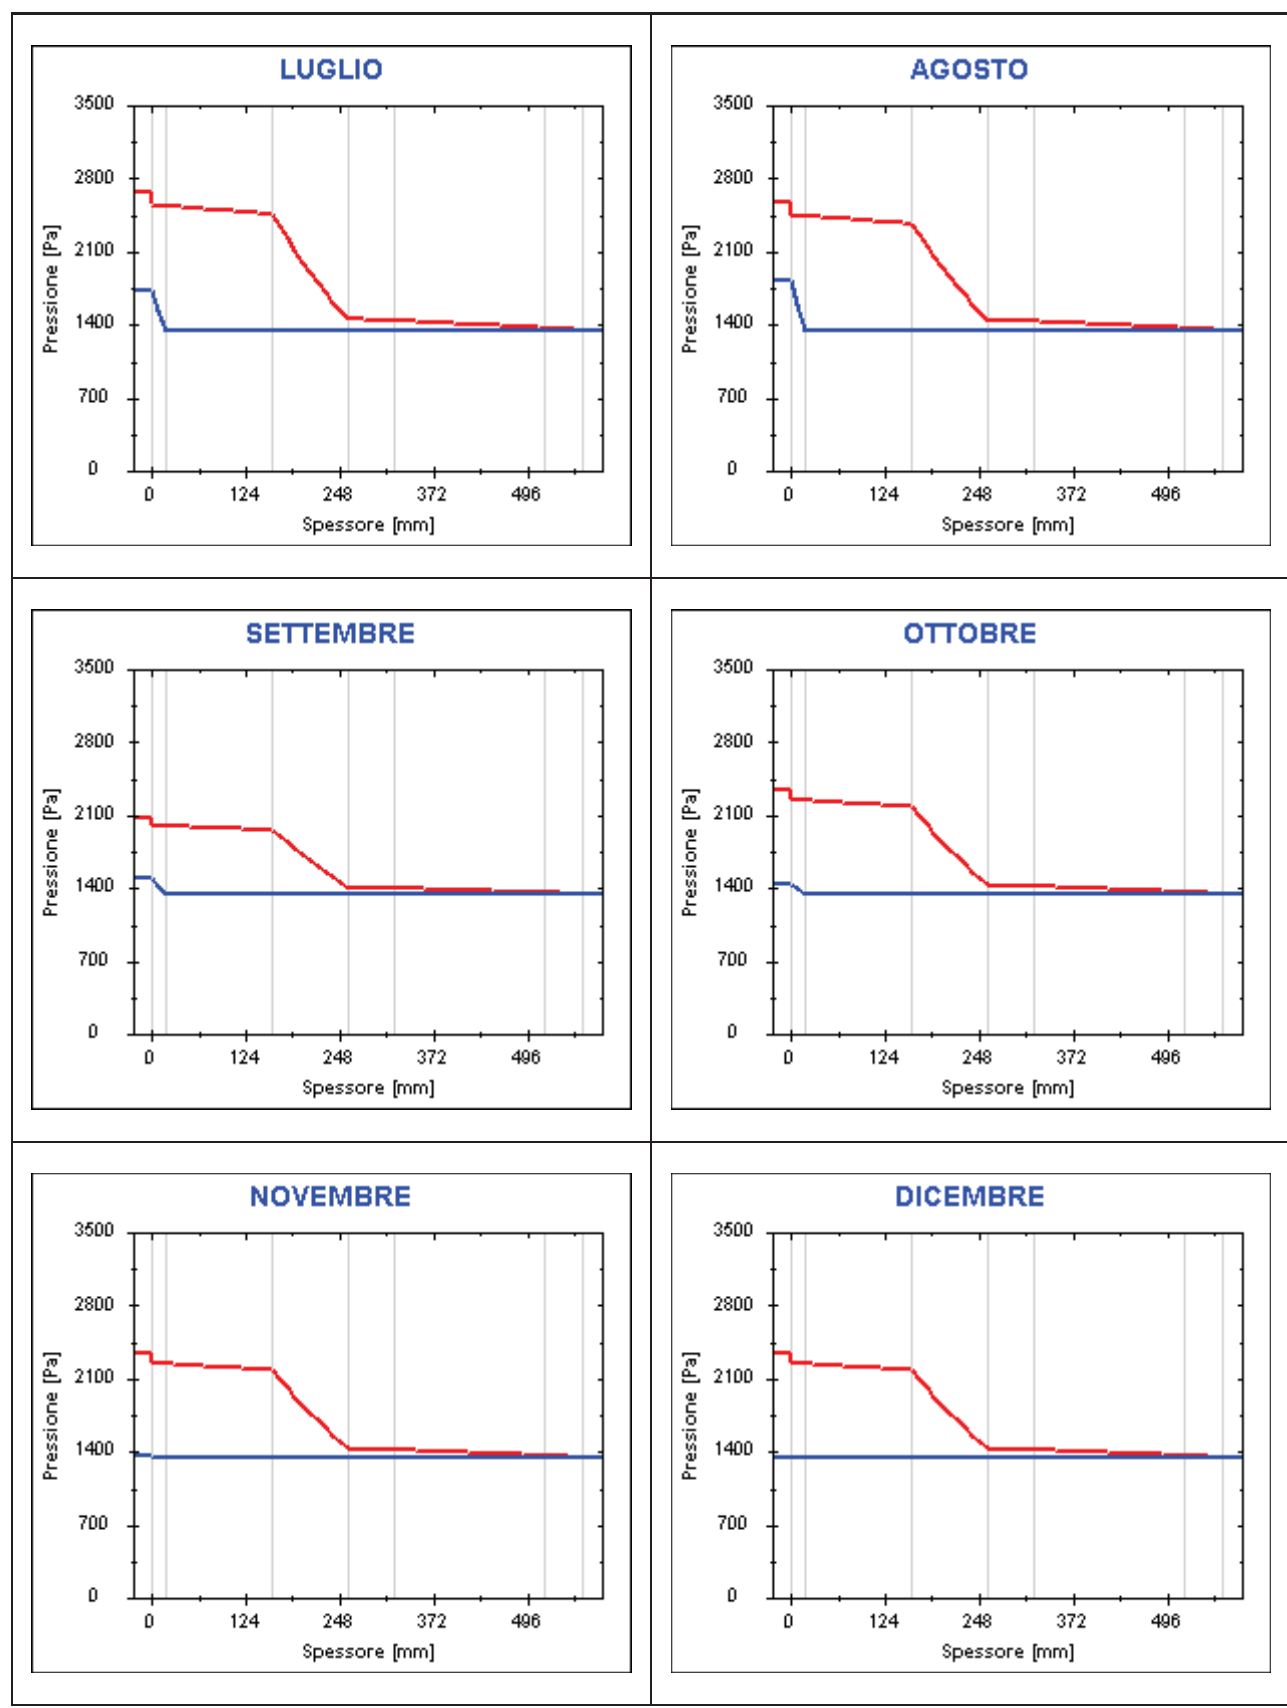 LUGLIO
3500
2800
2100
1400
700
0
Pressione [Pa]
0 124 248 372 496
Spessore [mm]
AGOSTO
3500
2800
2100
1400
700
0
Pressione [Pa]
0 124 248 372 496
Spessore [mm]
SETTEMBRE
3500
2800
2100
1400
700
0
Pressione [Pa]
0 124 248 372 496
Spessore [mm]
OTTOBRE
3500
2800
2100
1400
700
0
Pressione [Pa]
0 124 248 372 496
Spessore [mm]
NOVEMBRE
3500
2800
2100
1400
700
0
Pressione [Pa]
0 124 248 372 496
Spessore [mm]
DICEMBRE
3500
2800
2100
1400
700
0
Pressione [Pa]
0 124 248 372 496
Spessore [mm]